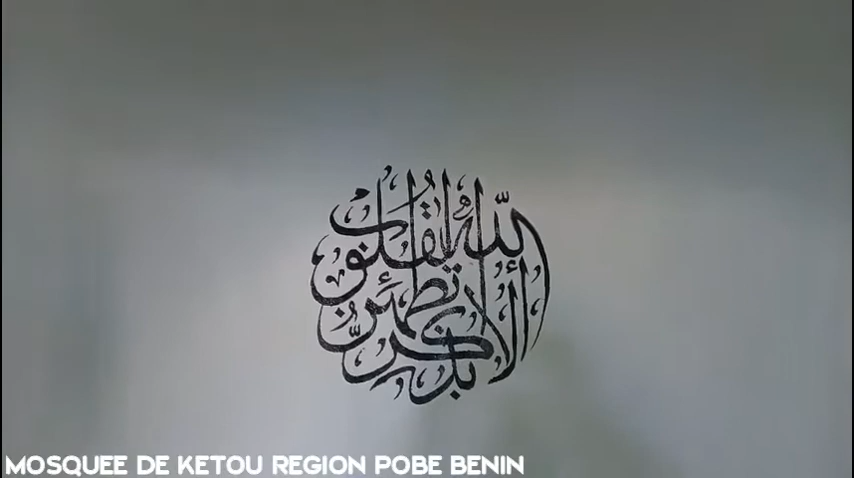 ألا بذكر الله تطمئن القلوب
MOSQUEE DE KETOU REGION POBE BENIN